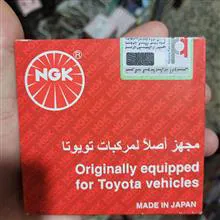 NGK®
مجهز أصلاً لمركبات تويوتا
Originally equipped
for Toyota vehicles
MADE IN JAPAN